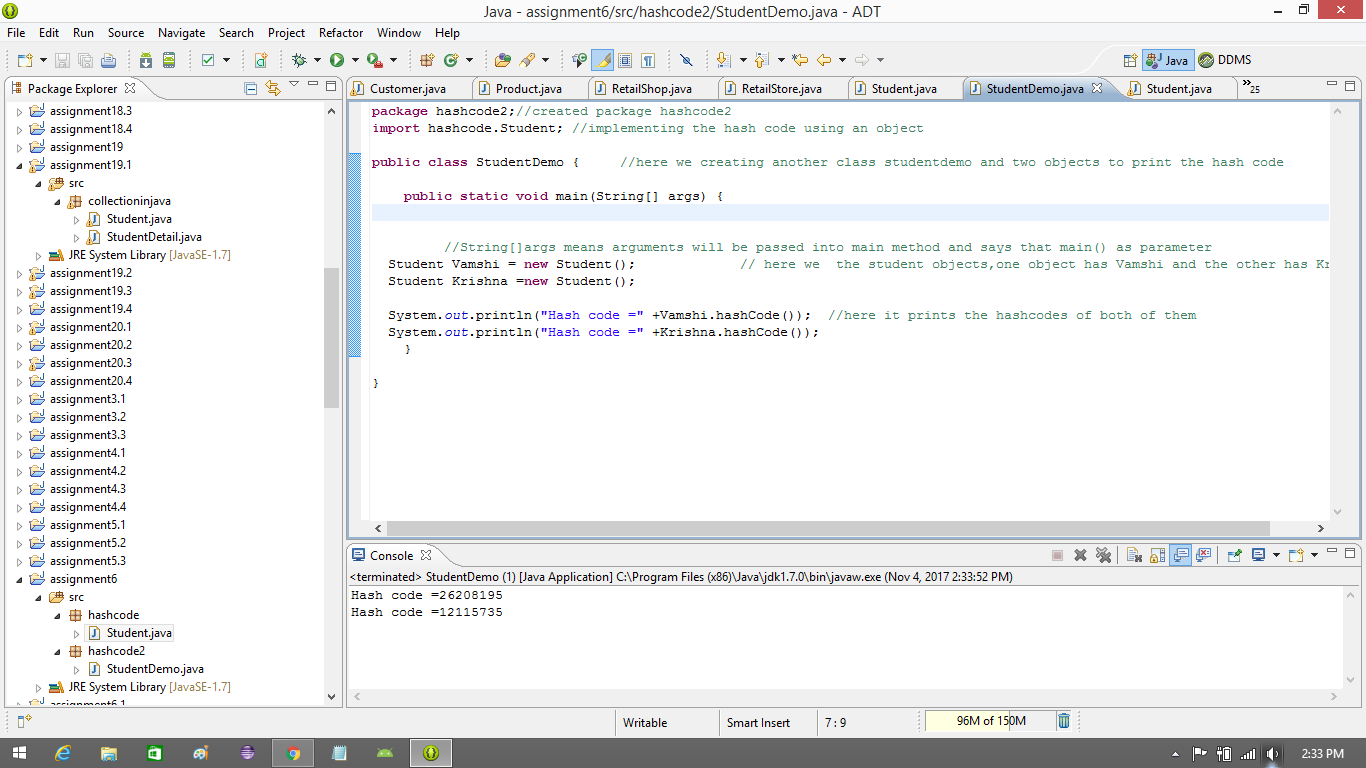 Java - assignment6/src/hashcode2/StudentDemo.java - ADT
File Edit Run Source Navigate Search Project Refactor Window Help
Java DDMS
Package Explorer
assignment18.3
assignment18.4
assignment19
assignment19.1
src
collectioninjava
Student.java
StudentDetail.java
JRE System Library [JavaSE-1.7]
assignment19.2
assignment19.3
assignment19.4
assignment20.1
assignment20.2
assignment20.3
assignment20.4
assignment3.1
assignment3.2
assignment3.3
assignment4.1
assignment4.2
assignment4.3
assignment4.4
assignment5.1
assignment5.2
assignment5.3
assignment6
src
hashcode
Student.java
hashcode2
StudentDemo.java
JRE System Library [JavaSE-1.7]
assignment6.1
Customer.java Product.java RetailShop.java RetailStore.java Student.java StudentDemo.java Student.java »25
package hashcode2;//created package hashcode2
import hashcode.Student; //implementing the hash code using an object
public class StudentDemo { //here we creating another class studentdemo and two objects to print the hash code
public static void main(String[] args) {
//String[]args means arguments will be passed into main method and says that main() as parameter
Student Vamshi = new Student(); // here we the student objects,one object has Vamshi and the other has Kr
Student Krishna =new Student();
System.out.println("Hash code =" +Vamshi.hashCode()); //here it prints the hashcodes of both of them
System.out.println("Hash code =" +Krishna.hashCode());
}
}
Console
<terminated> StudentDemo (1) [Java Application] C:\Program Files (x86)\Java\jdk1.7.0\bin\javaw.exe (Nov 4, 2017 2:33:52 PM)
Hash code =26208195
Hash code =12115735
Writable Smart Insert 7 : 9 96M of 150M
2:33 PM